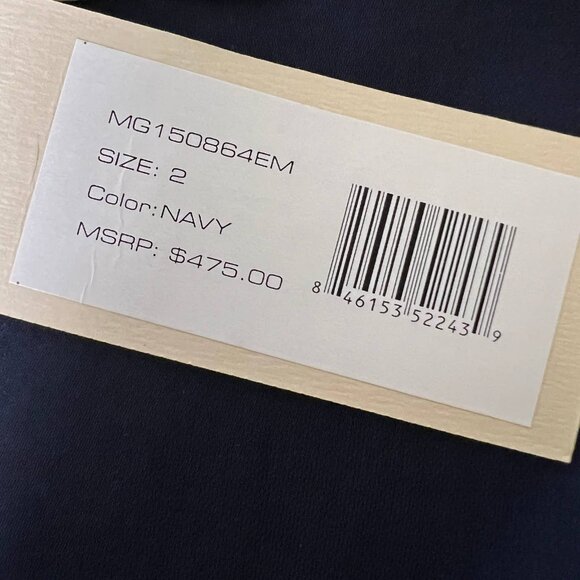 MG150864EM
SIZE: 2
Color: NAVY
MSRP: $475.00
8 46153 52243 9